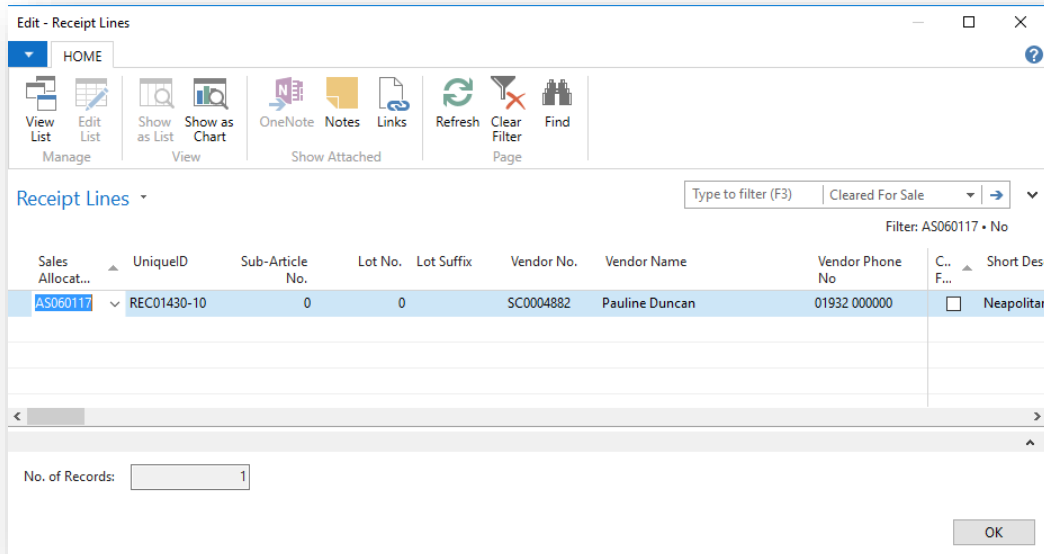 Edit - Receipt Lines
HOME
View List
Edit List
Show as List
Show as Chart
OneNote
Notes
Links
Refresh
Clear Filter
Find
Manage
View
Show Attached
Page
Receipt Lines
Type to filter (F3)
Cleared For Sale
Filter: AS060117 • No
Sales Allocat... UniqueID Sub-Article No. Lot No. Lot Suffix Vendor No. Vendor Name Vendor Phone No C.. F... Short Des
AS060117 REC01430-10 0 0 SC0004882 Pauline Duncan 01932 000000 Neapolitar
No. of Records: 1
OK